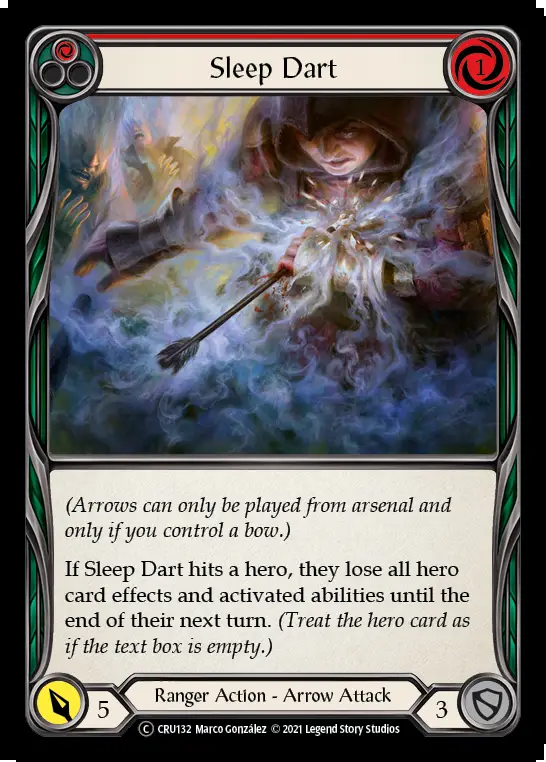 Sleep Dart
1
(Arrows can only be played from arsenal and
only if you control a bow.)
If Sleep Dart hits a hero, they lose all hero
card effects and activated abilities until the
end of their next turn. (Treat the hero card as
if the text box is empty.)
5
Ranger Action - Arrow Attack
3
C CRU132 Marco González © 2021 Legend Story Studios